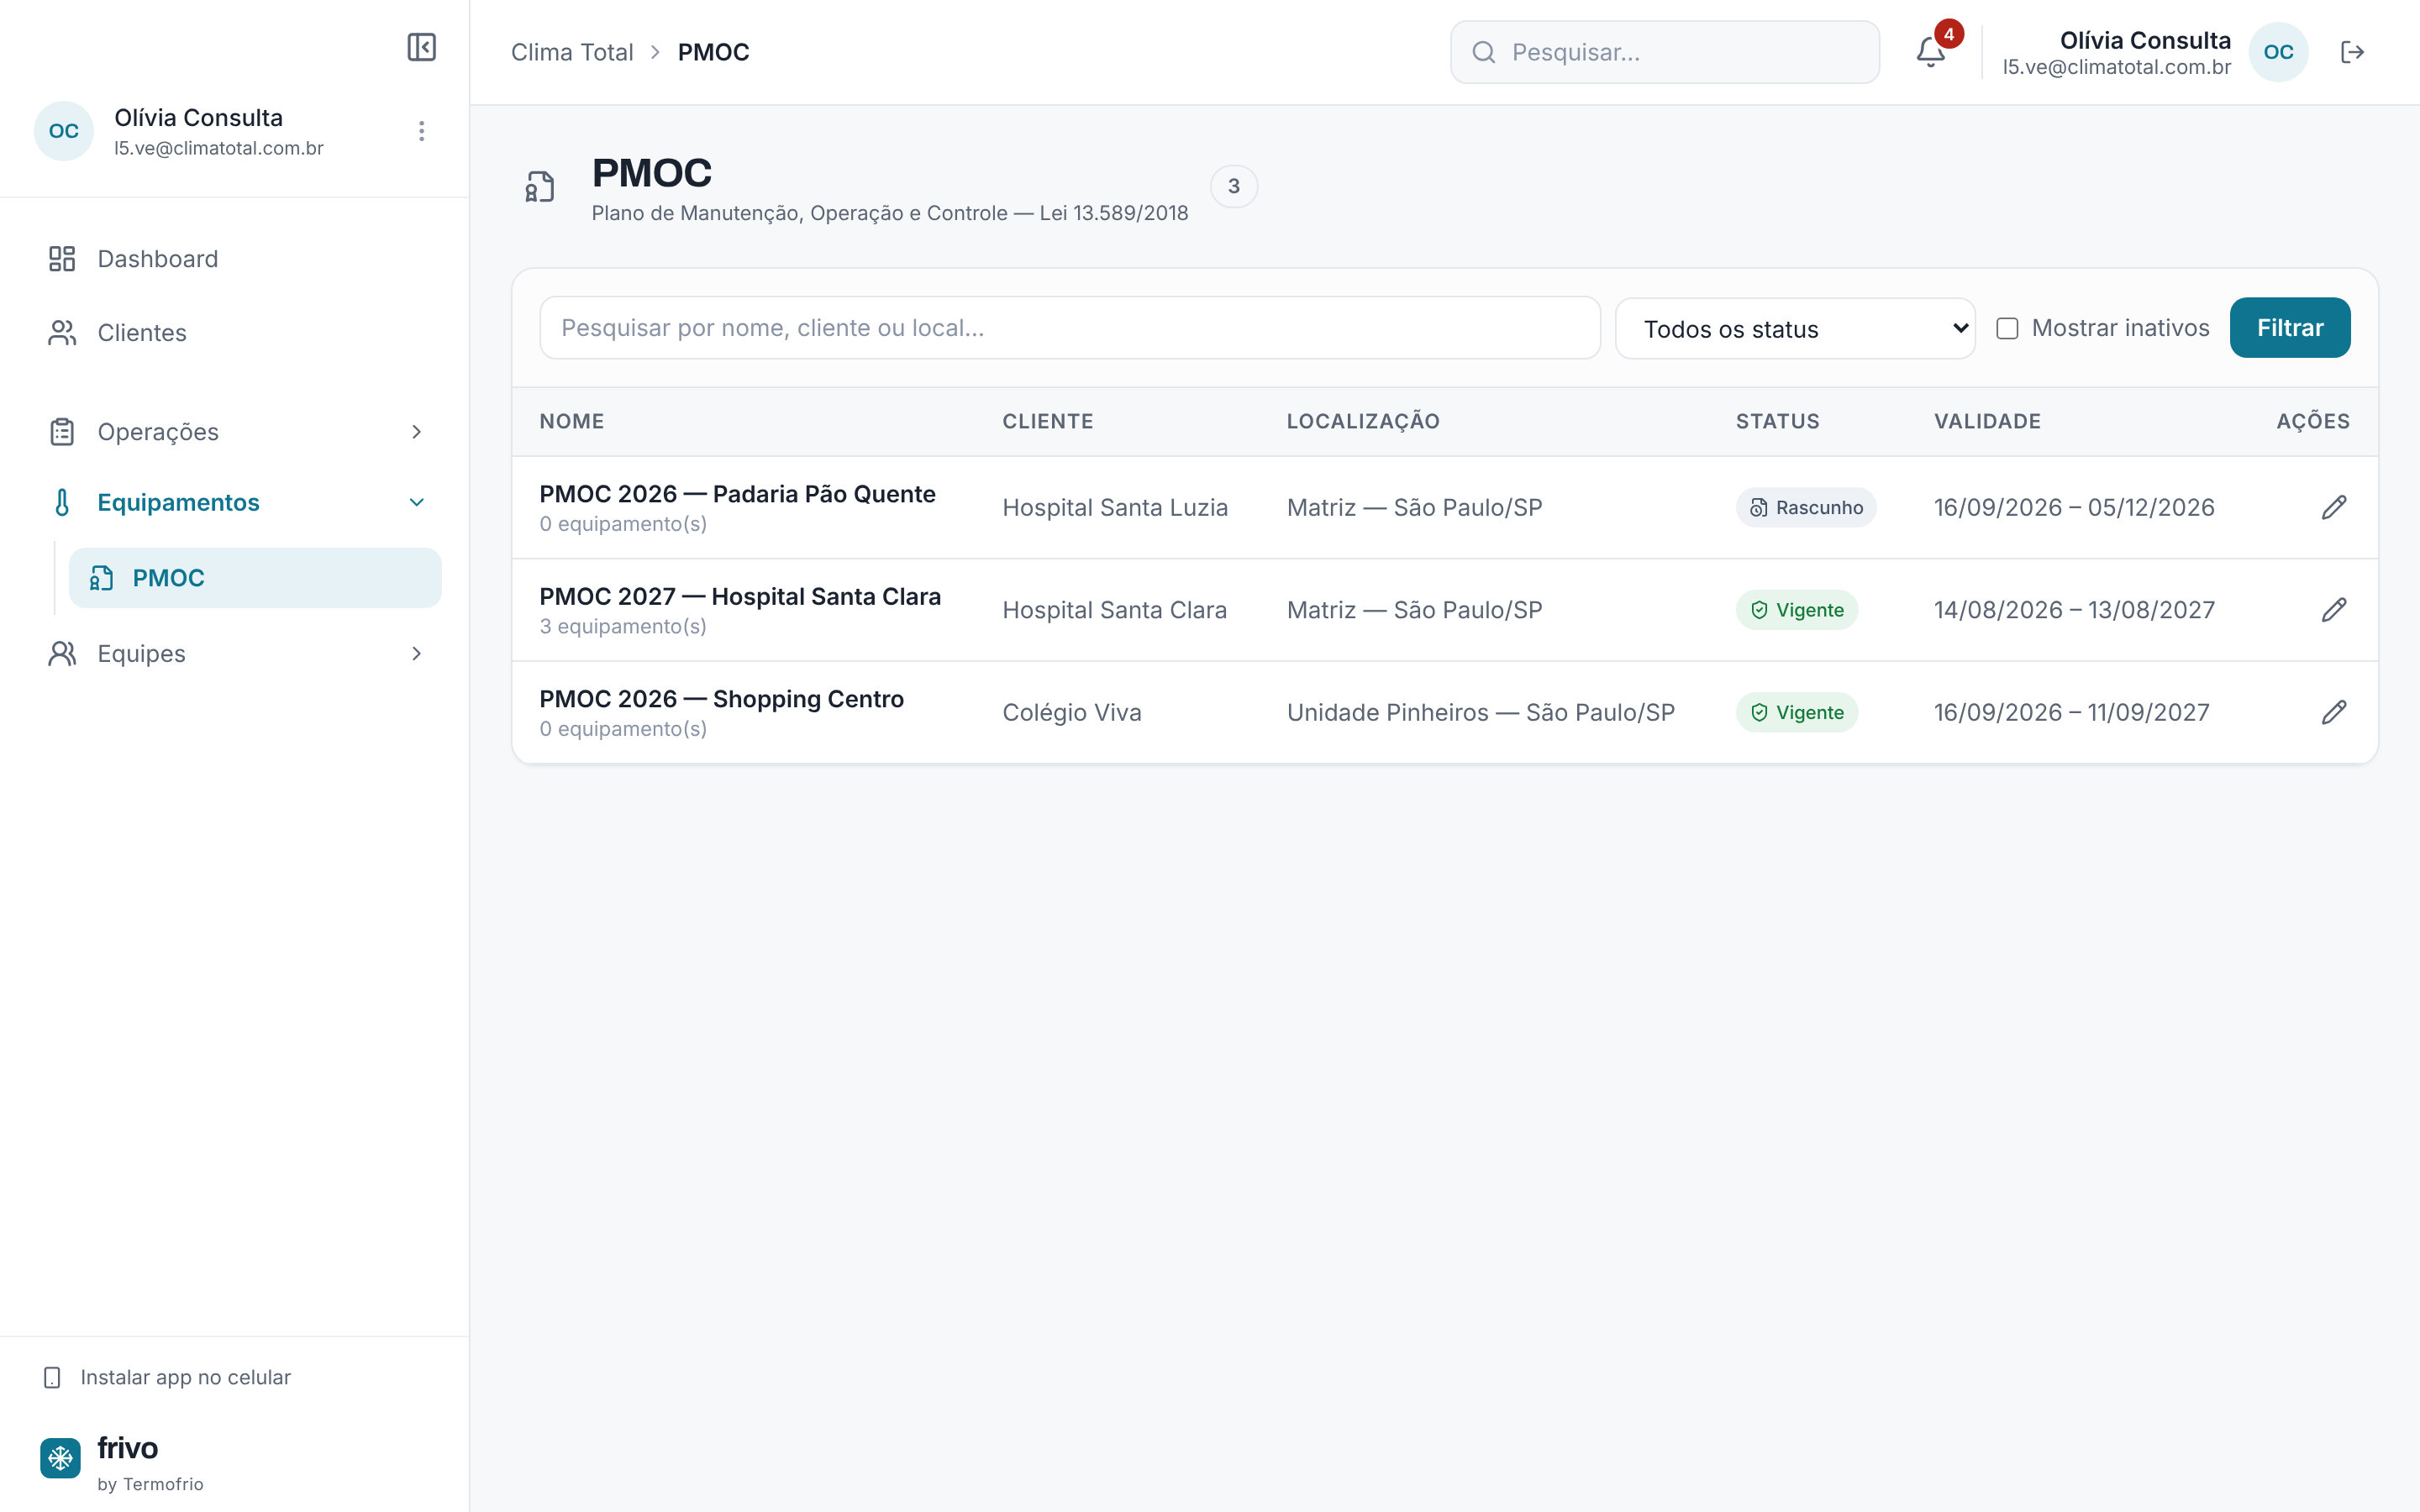 OC
Olívia Consulta
l5.ve@climatotal.com.br
Dashboard
Clientes
Operações
Equipamentos
PMOC
Equipes
Instalar app no celular
frivo
by Termofrio
Clima Total > PMOC
Pesquisar...
4
Olívia Consulta
l5.ve@climatotal.com.br
OC
PMOC
Plano de Manutenção, Operação e Controle — Lei 13.589/2018
3
Pesquisar por nome, cliente ou local...
Todos os status
Mostrar inativos
Filtrar
NOME CLIENTE LOCALIZAÇÃO STATUS VALIDADE AÇÕES
PMOC 2026 — Padaria Pão Quente
0 equipamento(s)
Hospital Santa Luzia Matriz — São Paulo/SP Rascunho 16/09/2026 – 05/12/2026
PMOC 2027 — Hospital Santa Clara
3 equipamento(s)
Hospital Santa Clara Matriz — São Paulo/SP Vigente 14/08/2026 – 13/08/2027
PMOC 2026 — Shopping Centro
0 equipamento(s)
Colégio Viva Unidade Pinheiros — São Paulo/SP Vigente 16/09/2026 – 11/09/2027